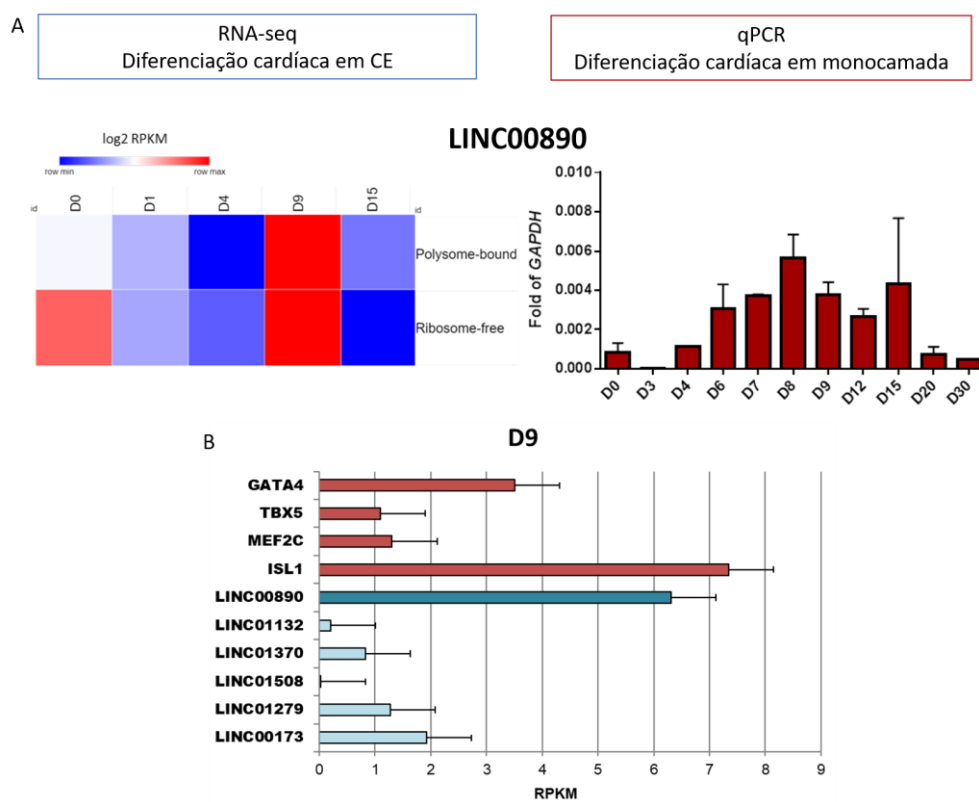 A
RNA-seq
Diferenciação cardíaca em CE
qPCR
Diferenciação cardíaca em monocamada
LINC00890
log2 RPKM
row min
row max
id
D0
D1
D4
D9
D15
id
Polysome-bound
Ribosome-free
Fold of GAPDH
0.010
0.008
0.006
0.004
0.002
0.000
D0
D3
D4
D6
D7
D8
D9
D12
D15
D20
D30
B
D9
GATA4
TBX5
MEF2C
ISL1
LINC00890
LINC01132
LINC01370
LINC01508
LINC01279
LINC00173
0 1 2 3 4 5 6 7 8 9
RPKM